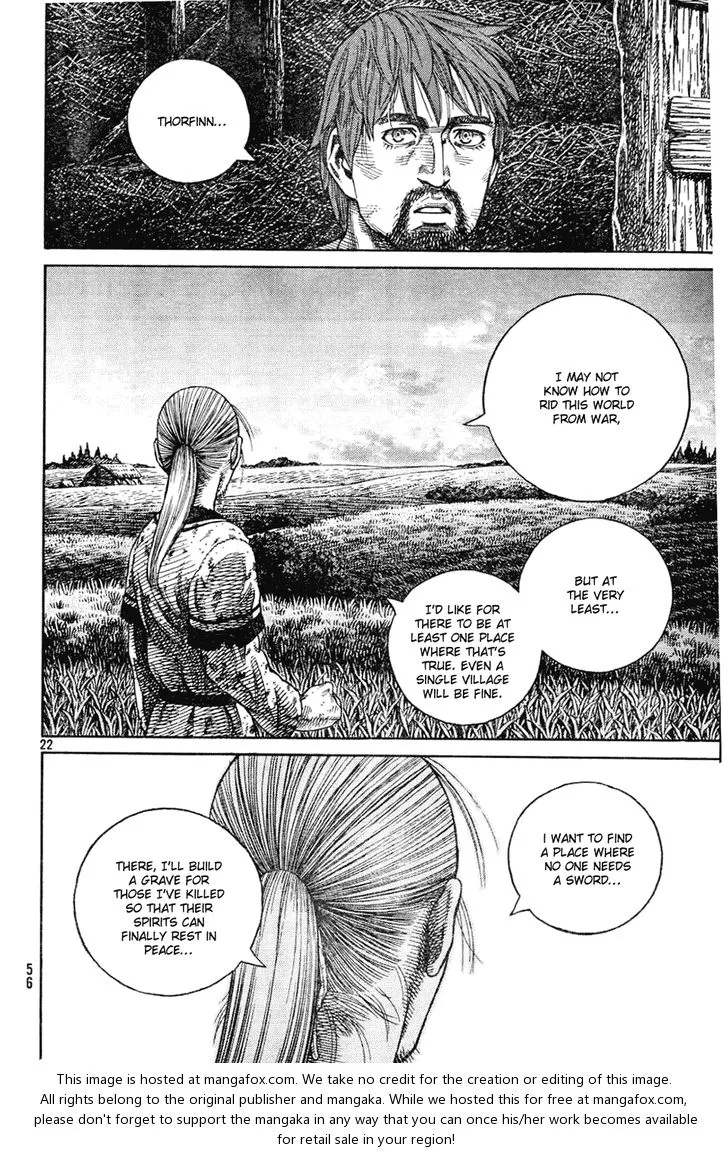 THORFINN...
I MAY NOT
KNOW HOW TO
RID THIS WORLD
FROM WAR,
BUT AT
THE VERY
LEAST...
I'D LIKE FOR
THERE TO BE AT
LEAST ONE PLACE
WHERE THAT'S
TRUE. EVEN A
SINGLE VILLAGE
WILL BE FINE.
22
I WANT TO FIND
A PLACE WHERE
NO ONE NEEDS
A SWORD...
THERE, I'LL BUILD
A GRAVE FOR
THOSE I'VE KILLED
SO THAT THEIR
SPIRITS CAN
FINALLY REST IN
PEACE...
56
This image is hosted at mangafox.com. We take no credit for the creation or editing of this image.
All rights belong to the original publisher and mangaka. While we hosted this for free at mangafox.com,
please don't forget to support the mangaka in any way that you can once his/her work becomes available
for retail sale in your region!